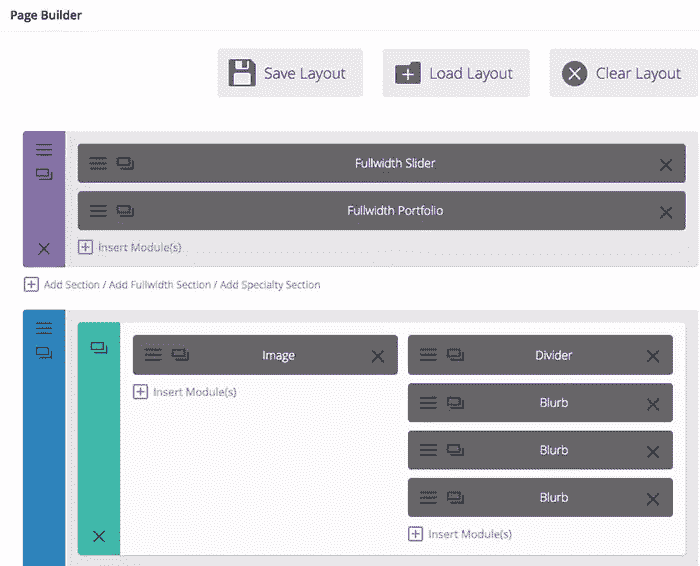 Page Builder
Save Layout
Load Layout
Clear Layout
Fullwidth Slider
Fullwidth Portfolio
Insert Module(s)
Add Section / Add Fullwidth Section / Add Specialty Section
Image
Divider
Insert Module(s)
Blurb
Blurb
Blurb
Insert Module(s)